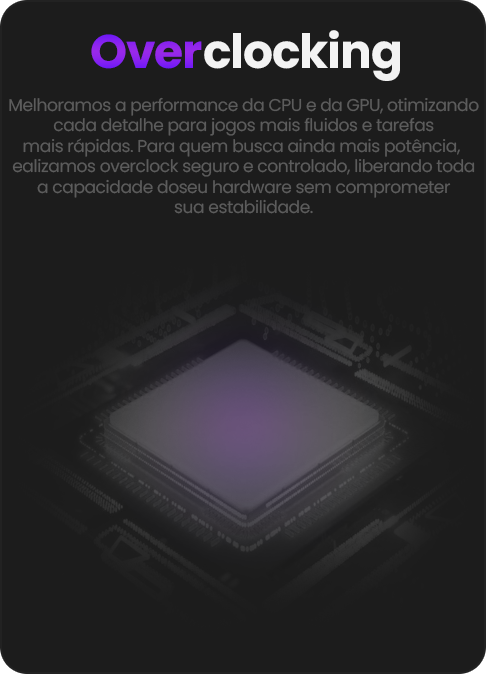 Overclocking
Melhoramos a performance da CPU e da GPU, otimizando
cada detalhe para jogos mais fluidos e tarefas
mais rápidas. Para quem busca ainda mais potência,
ealizamos overclock seguro e controlado, liberando toda
a capacidade doseu hardware sem comprometer
sua estabilidade.